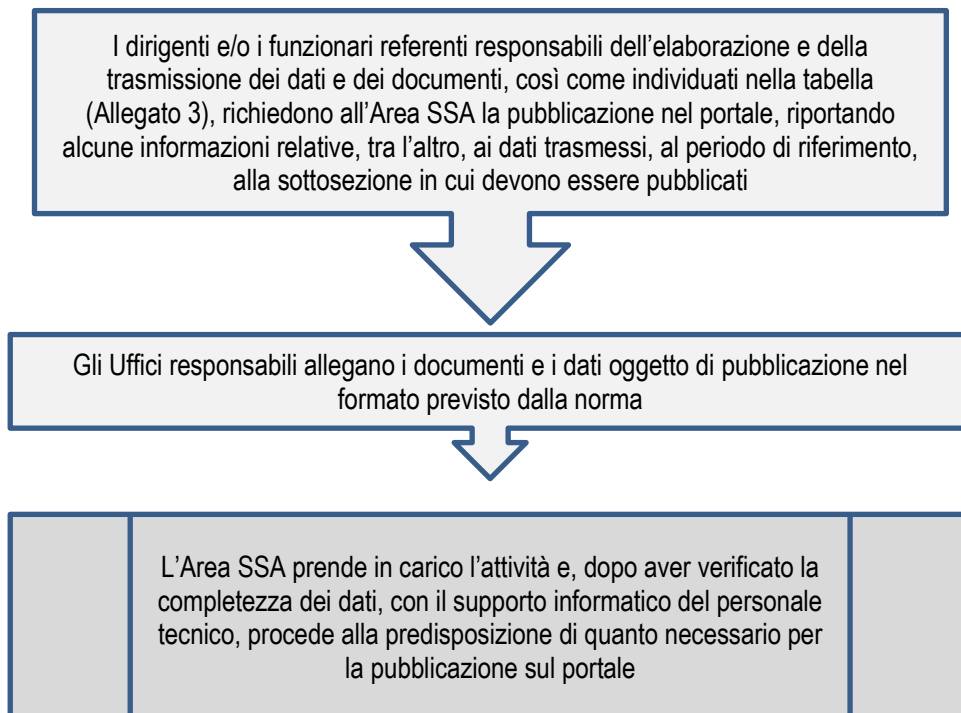 I dirigenti e/o i funzionari referenti responsabili dell’elaborazione e della
trasmissione dei dati e dei documenti, così come individuati nella tabella
(Allegato 3), richiedono all’Area SSA la pubblicazione nel portale, riportando
alcune informazioni relative, tra l’altro, ai dati trasmessi, al periodo di riferimento,
alla sottosezione in cui devono essere pubblicati
Gli Uffici responsabili allegano i documenti e i dati oggetto di pubblicazione nel
formato previsto dalla norma
L’Area SSA prende in carico l’attività e, dopo aver verificato la
completezza dei dati, con il supporto informatico del personale
tecnico, procede alla predisposizione di quanto necessario per
la pubblicazione sul portale